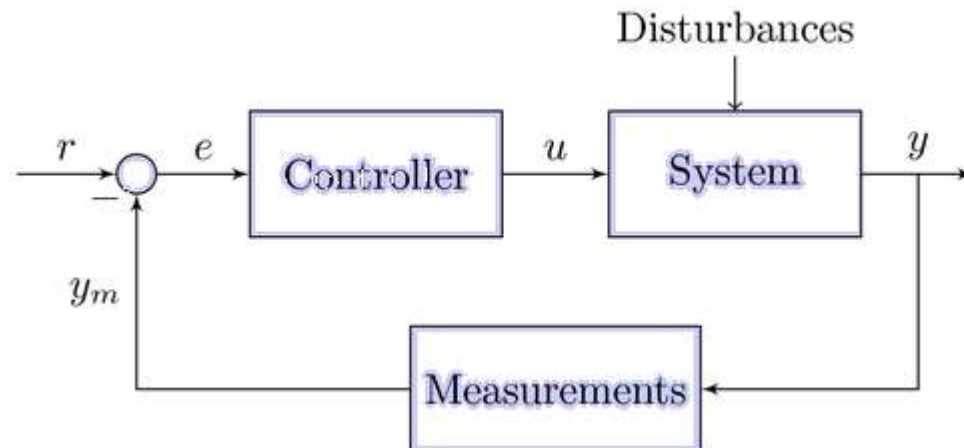 Disturbances
r
e
Controller
u
System
y
−
y_m
Measurements